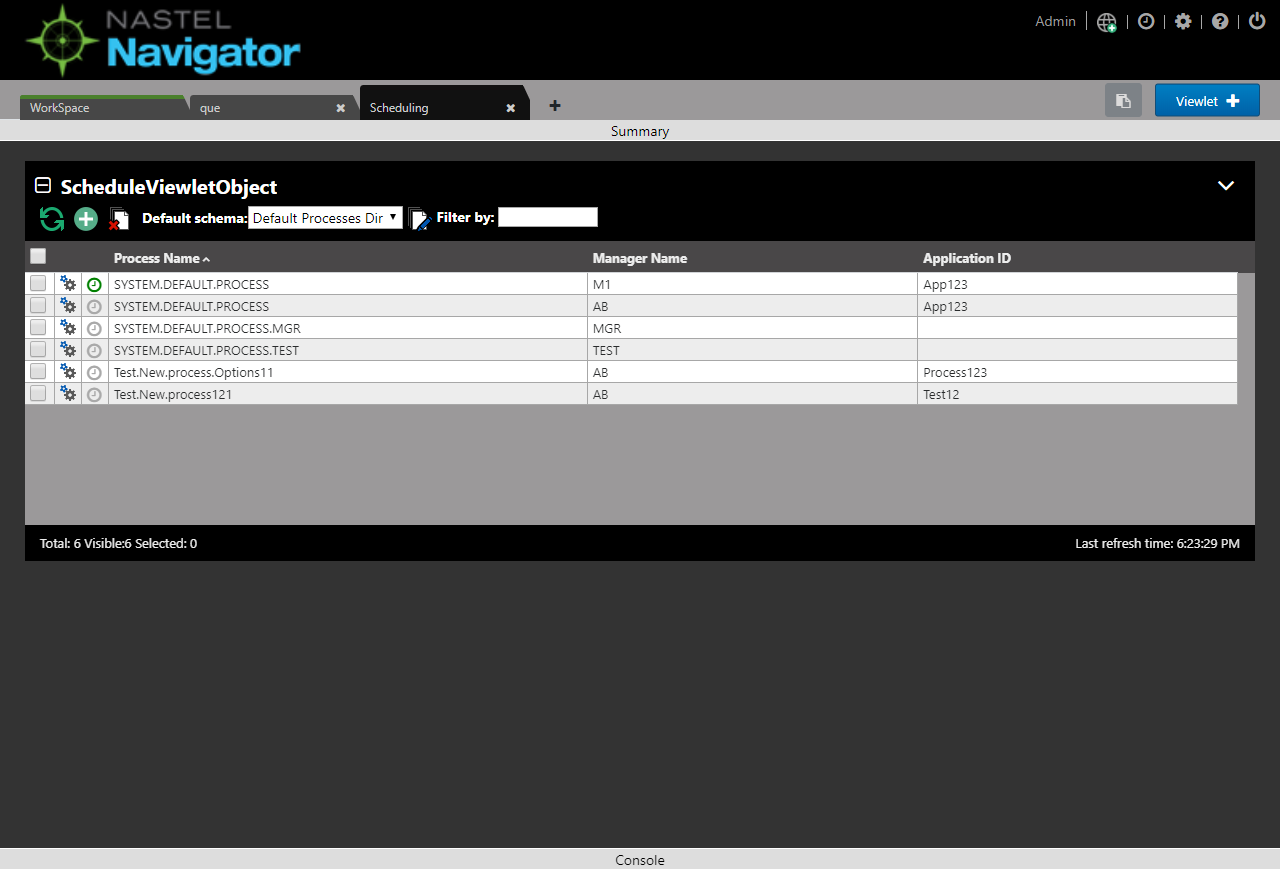 NASTEL
Navigator
Admin
WorkSpace que Scheduling Viewlet
Summary
ScheduleViewletObject
Default schema: Default Processes Dir Filter by:
Process Name Manager Name Application ID
SYSTEM.DEFAULT.PROCESS M1 App123
SYSTEM.DEFAULT.PROCESS AB App123
SYSTEM.DEFAULT.PROCESS.MGR MGR
SYSTEM.DEFAULT.PROCESS.TEST TEST
Test.New.process.Options11 AB Process123
Test.New.process121 AB Test12
Total: 6 Visible:6 Selected: 0 Last refresh time: 6:23:29 PM
Console